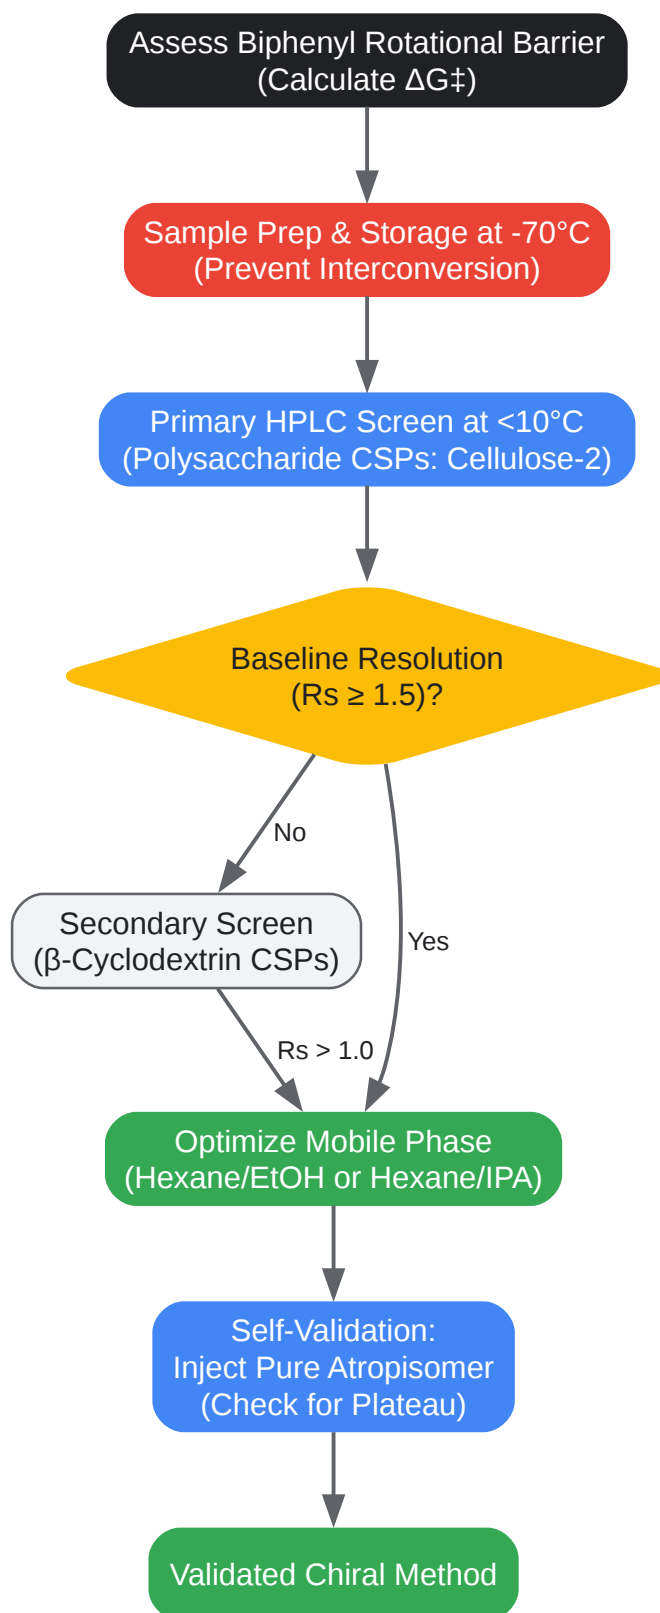 Assess Biphenyl Rotational Barrier
(Calculate ΔG‡)
Sample Prep & Storage at -70°C
(Prevent Interconversion)
Primary HPLC Screen at <10°C
(Polysaccharide CSPs: Cellulose-2)
Baseline Resolution
(Rs ≥ 1.5)?
No
Secondary Screen
(β-Cyclodextrin CSPs)
Yes
Rs > 1.0
Optimize Mobile Phase
(Hexane/EtOH or Hexane/IPA)
Self-Validation:
Inject Pure Atropisomer
(Check for Plateau)
Validated Chiral Method